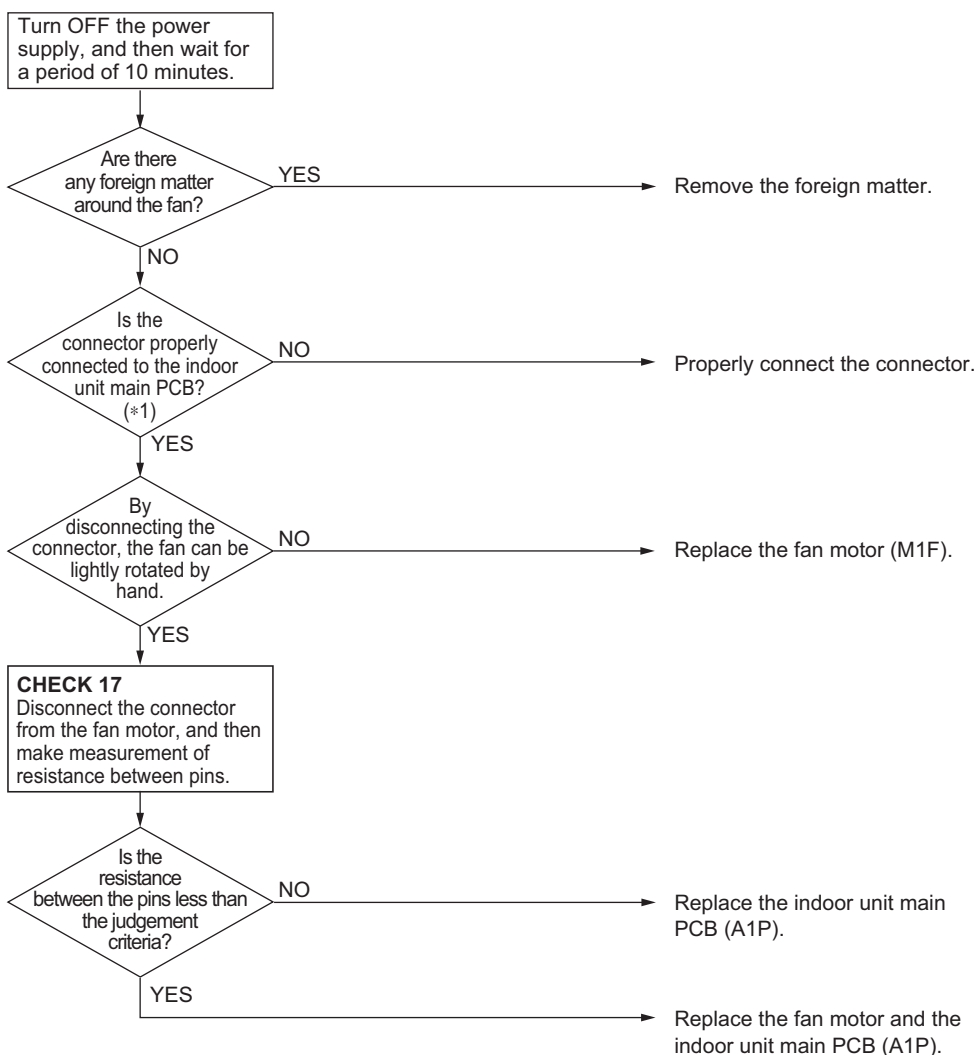 Turn OFF the power
supply, and then wait for
a period of 10 minutes.
Are there
any foreign matter
around the fan?
YES
Remove the foreign matter.
NO
Is the
connector properly
connected to the indoor
unit main PCB?
(*1)
NO
Properly connect the connector.
YES
By
disconnecting the
connector, the fan can be
lightly rotated by
hand.
NO
Replace the fan motor (M1F).
YES
CHECK 17
Disconnect the connector
from the fan motor, and then
make measurement of
resistance between pins.
Is the
resistance
between the pins less than
the judgement
criteria?
NO
Replace the indoor unit main
PCB (A1P).
YES
Replace the fan motor and the
indoor unit main PCB (A1P).